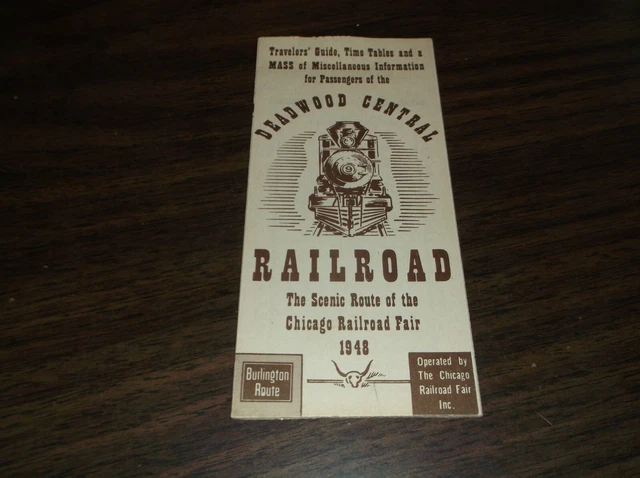 Travelers' Guide, Time Tables and a
MASS of Miscellaneous Information
for Passengers of the
DEADWOOD CENTRAL
RAILROAD
The Scenic Route of the
Chicago Railroad Fair
1948
Burlington
Route
Operated by
The Chicago
Railroad Fair
Inc.